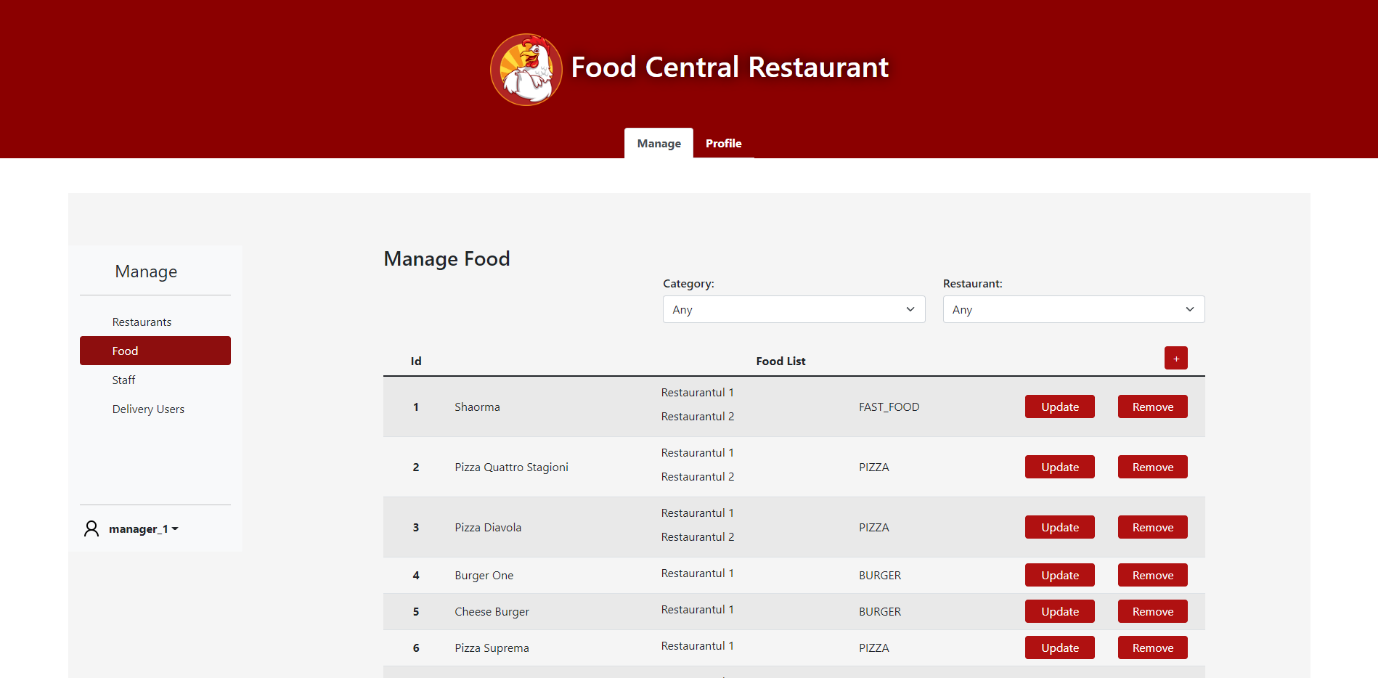 Food Central Restaurant
Manage Profile
Manage
Restaurants
Food
Staff
Delivery Users
manager_1
Manage Food
Category: Restaurant:
Any Any
Id Food List +
1 Shaorma Restaurantul 1 FAST_FOOD Update Remove
Restaurantul 2
2 Pizza Quattro Stagioni Restaurantul 1 PIZZA Update Remove
Restaurantul 2
3 Pizza Diavola Restaurantul 1 PIZZA Update Remove
Restaurantul 2
4 Burger One Restaurantul 1 BURGER Update Remove
5 Cheese Burger Restaurantul 1 BURGER Update Remove
6 Pizza Suprema Restaurantul 1 PIZZA Update Remove